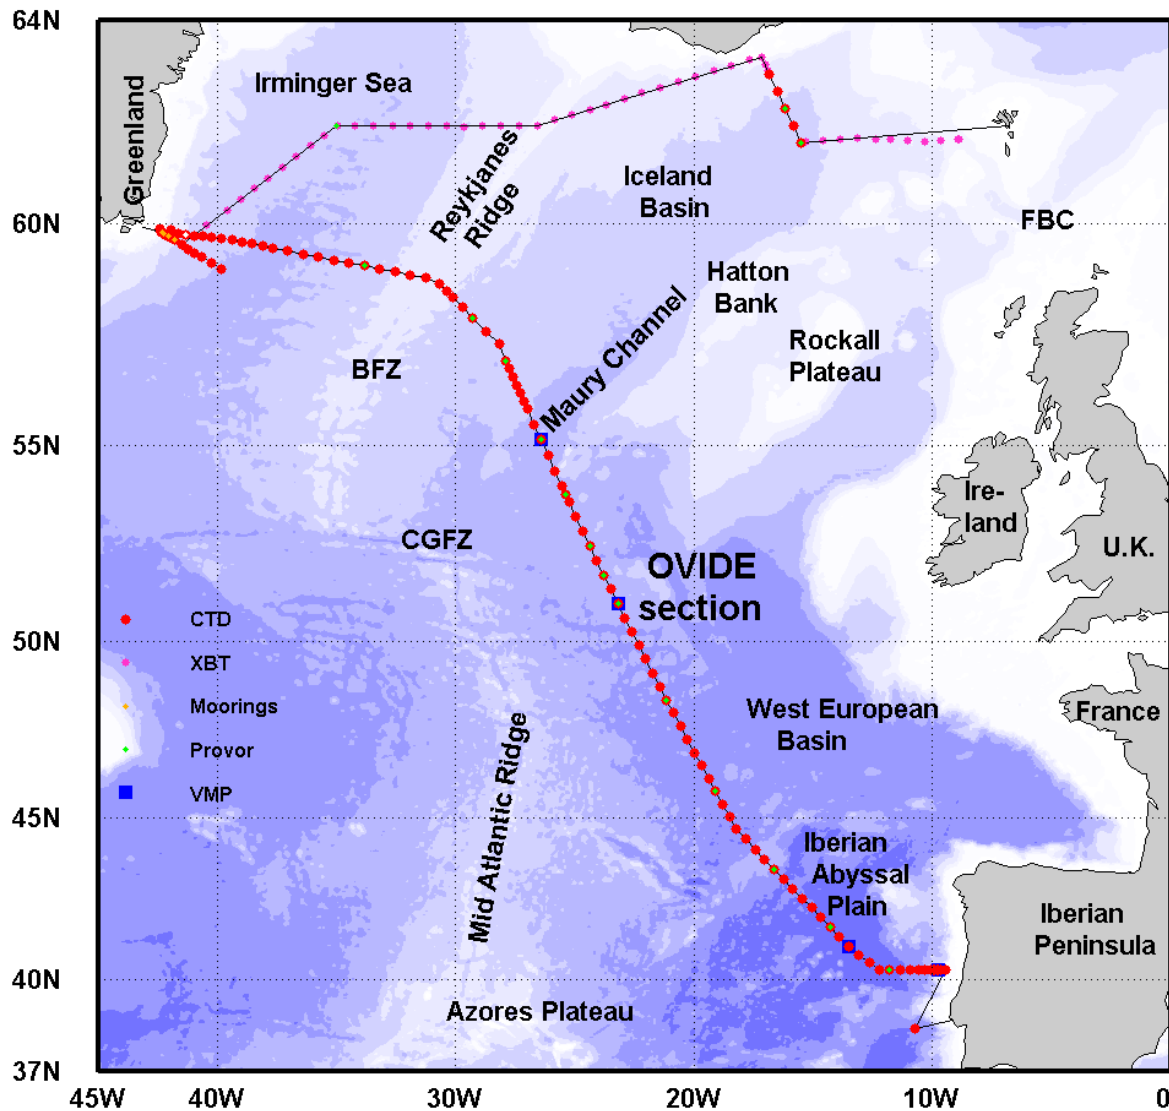 64N
Irminger Sea
Greenland
Reykjanes
Ridge
Iceland
Basin
60N
FBC
Hatton
Bank
Maury Channel
Rockall
Plateau
BFZ
55N
CGFZ
Ire-
land
U.K.
OVIDE
section
CTD
50N
XBT
Moorings
Provor
VMP
West European
Basin
France
Mid Atlantic Ridge
45N
Iberian
Abyssal
Plain
Iberian
Peninsula
40N
Azores Plateau
37N
45W
40W
30W
20W
10W
0